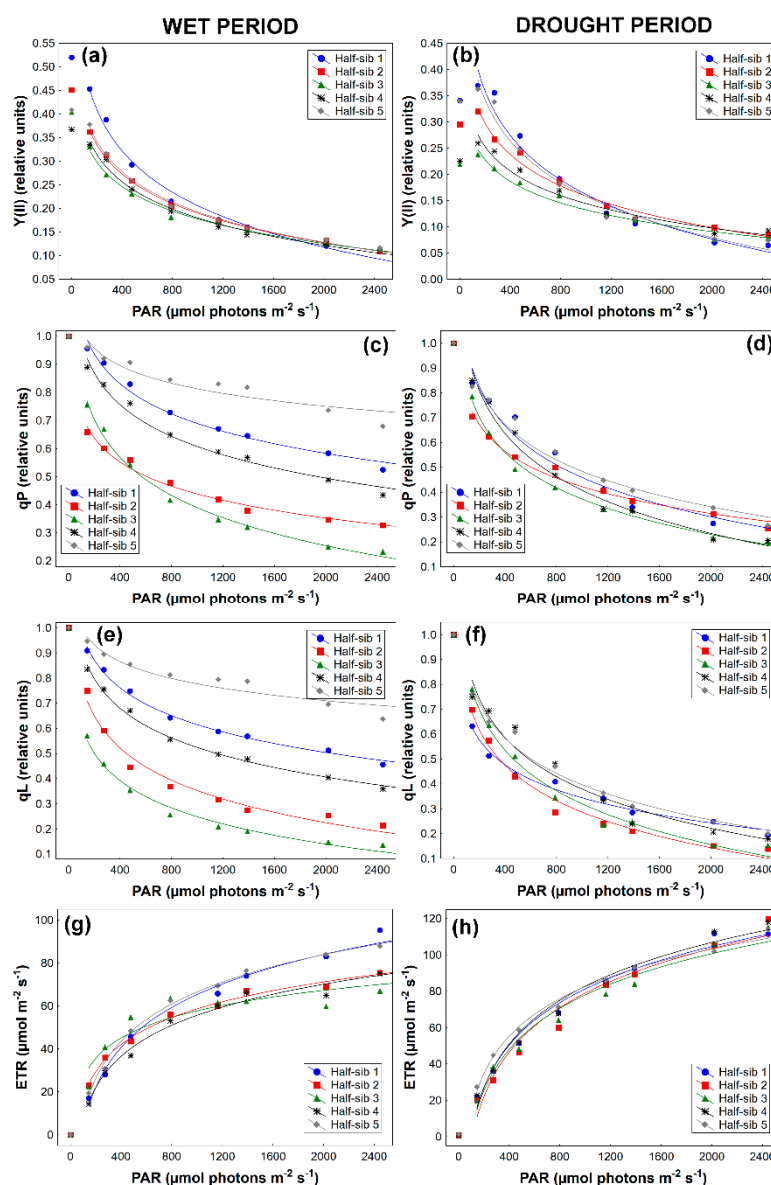 WET PERIOD
DROUGHT PERIOD
(a)
Half-sib 1
Half-sib 2
Half-sib 3
Half-sib 4
Half-sib 5
0.55
0.50
0.45
0.40
0.35
0.30
0.25
0.20
0.15
0.10
0.05
Y(II) (relative units)
0 400 800 1200 1600 2000 2400
PAR (µmol photons m⁻² s⁻¹)
(b)
Half-sib 1
Half-sib 2
Half-sib 3
Half-sib 4
Half-sib 5
0.45
0.40
0.35
0.30
0.25
0.20
0.15
0.10
0.05
0.00
Y(II) (relative units)
0 400 800 1200 1600 2000 2400
PAR (µmol photons m⁻² s⁻¹)
(c)
1.0
0.9
0.8
0.7
0.6
0.5
0.4
0.3
0.2
qP (relative units)
Half-sib 1
Half-sib 2
Half-sib 3
Half-sib 4
Half-sib 5
0 400 800 1200 1600 2000 2400
PAR (µmol photons m⁻² s⁻¹)
(d)
1.0
0.9
0.8
0.7
0.6
0.5
0.4
0.3
0.2
0.1
qP (relative units)
Half-sib 1
Half-sib 2
Half-sib 3
Half-sib 4
Half-sib 5
0 400 800 1200 1600 2000 2400
PAR (µmol photons m⁻² s⁻¹)
(e)
1.0
0.9
0.8
0.7
0.6
0.5
0.4
0.3
0.2
0.1
qL (relative units)
Half-sib 1
Half-sib 2
Half-sib 3
Half-sib 4
Half-sib 5
0 400 800 1200 1600 2000 2400
PAR (µmol photons m⁻² s⁻¹)
(f)
1.0
0.9
0.8
0.7
0.6
0.5
0.4
0.3
0.2
0.1
qL (relative units)
Half-sib 1
Half-sib 2
Half-sib 3
Half-sib 4
Half-sib 5
0 400 800 1200 1600 2000 2400
PAR (µmol photons m⁻² s⁻¹)
(g)
100
80
60
40
20
0
ETR (µmol m⁻² s⁻¹)
Half-sib 1
Half-sib 2
Half-sib 3
Half-sib 4
Half-sib 5
0 400 800 1200 1600 2000 2400
PAR (µmol photons m⁻² s⁻¹)
(h)
120
100
80
60
40
20
0
ETR (µmol m⁻² s⁻¹)
Half-sib 1
Half-sib 2
Half-sib 3
Half-sib 4
Half-sib 5
0 400 800 1200 1600 2000 2400
PAR (µmol photons m⁻² s⁻¹)